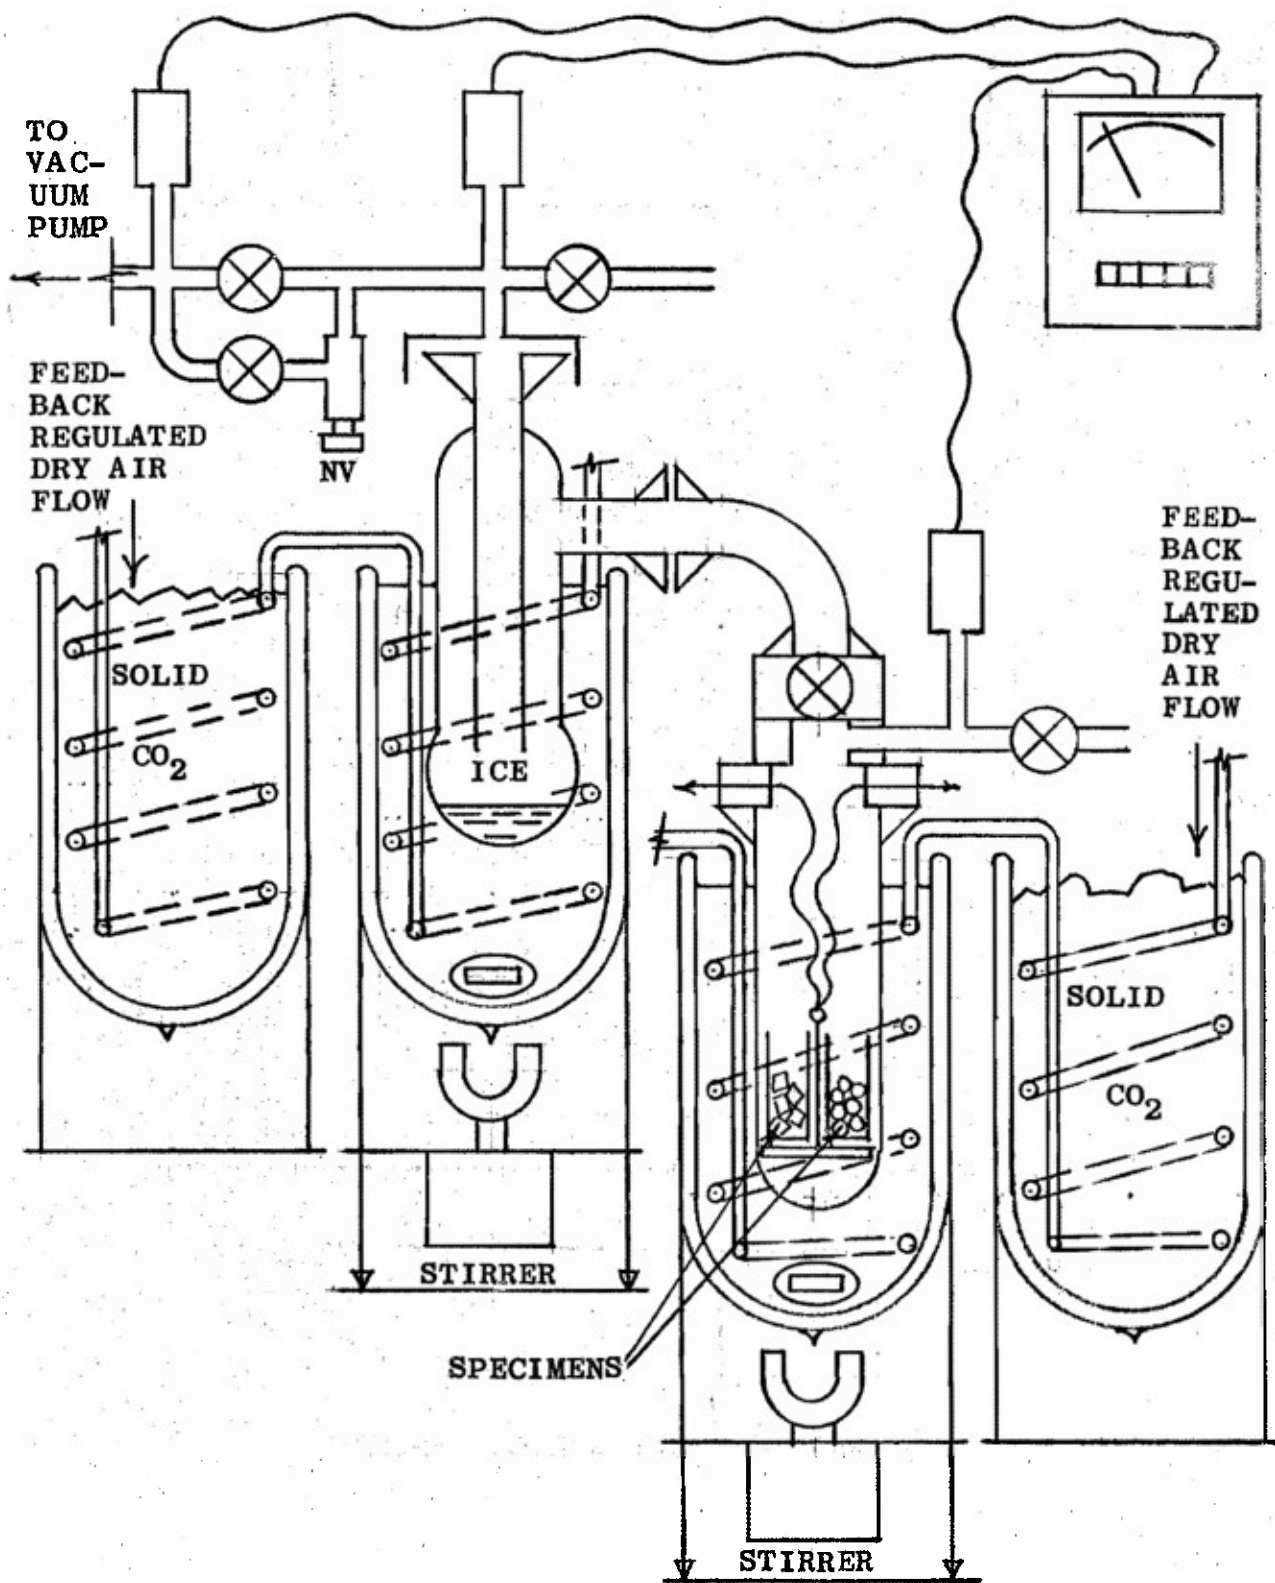 TO
VAC-
UUM
PUMP
FEED-
BACK
REGULATED
DRY AIR
FLOW
NV
FEED-
BACK
REGU-
LATED
DRY
AIR
FLOW
SOLID
CO2
ICE
SOLID
CO2
STIRRER
SPECIMENS
STIRRER